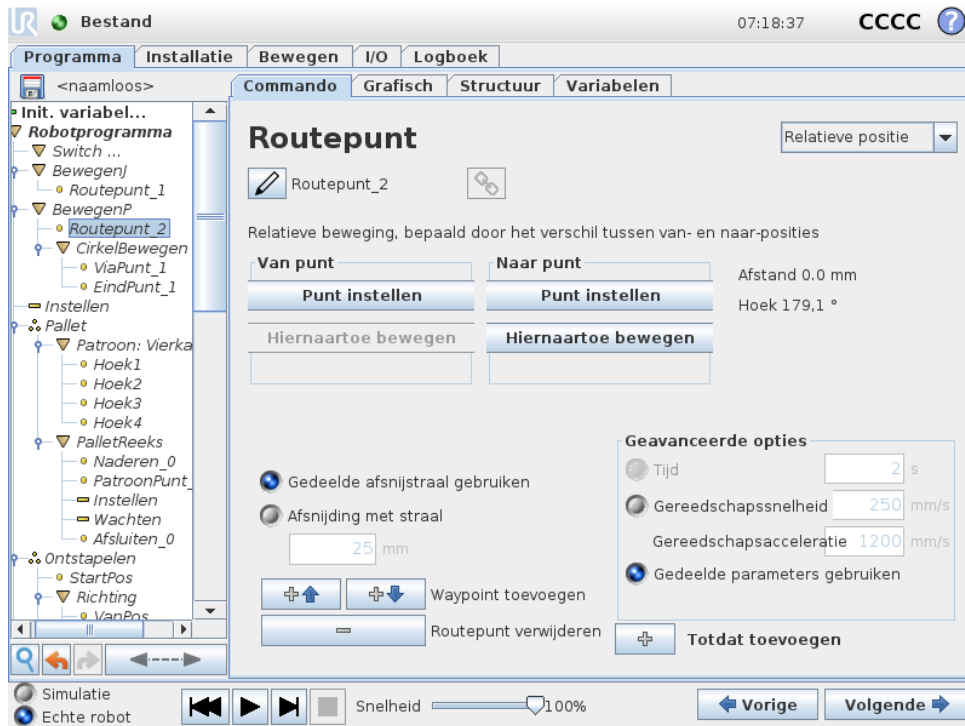 UR Bestand 07:18:37 CCCC ?
Programma Installatie Bewegen I/O Logboek
<naamloos>
Commando Grafisch Structuur Variabelen
Init. variabel...
Robotprogramma
Switch ...
BewegenJ
Routepunt_1
BewegenP
Routepunt_2
CirkelBewegen
ViaPunt_1
EindPunt_1
Instellen
Pallet
Patroon: Vierka
Hoek1
Hoek2
Hoek3
Hoek4
PalletReeks
Naderen_0
PatroonPunt_
Instellen
Wachten
Afsluiten_0
Ontstapelen
StartPos
Richting
VanPos
Routepunt
Relatieve positie
Routepunt_2
Relatieve beweging, bepaald door het verschil tussen van- en naar-posities
Van punt
Punt instellen
Hiernaartoe bewegen
Naar punt
Punt instellen
Hiernaartoe bewegen
Afstand 0.0 mm
Hoek 179,1 °
Gedeelde afsnijstraal gebruiken
Afsnijding met straal
25 mm
Waypoint toevoegen
Routepunt verwijderen
Geavanceerde opties
Tijd 2 s
Gereedschapssnelheid 250 mm/s
Gereedschapsacceleratie 1200 mm/s
Gedeelde parameters gebruiken
Totdat toevoegen
Simulatie
Echte robot
Snelheid 100%
Vorige
Volgende